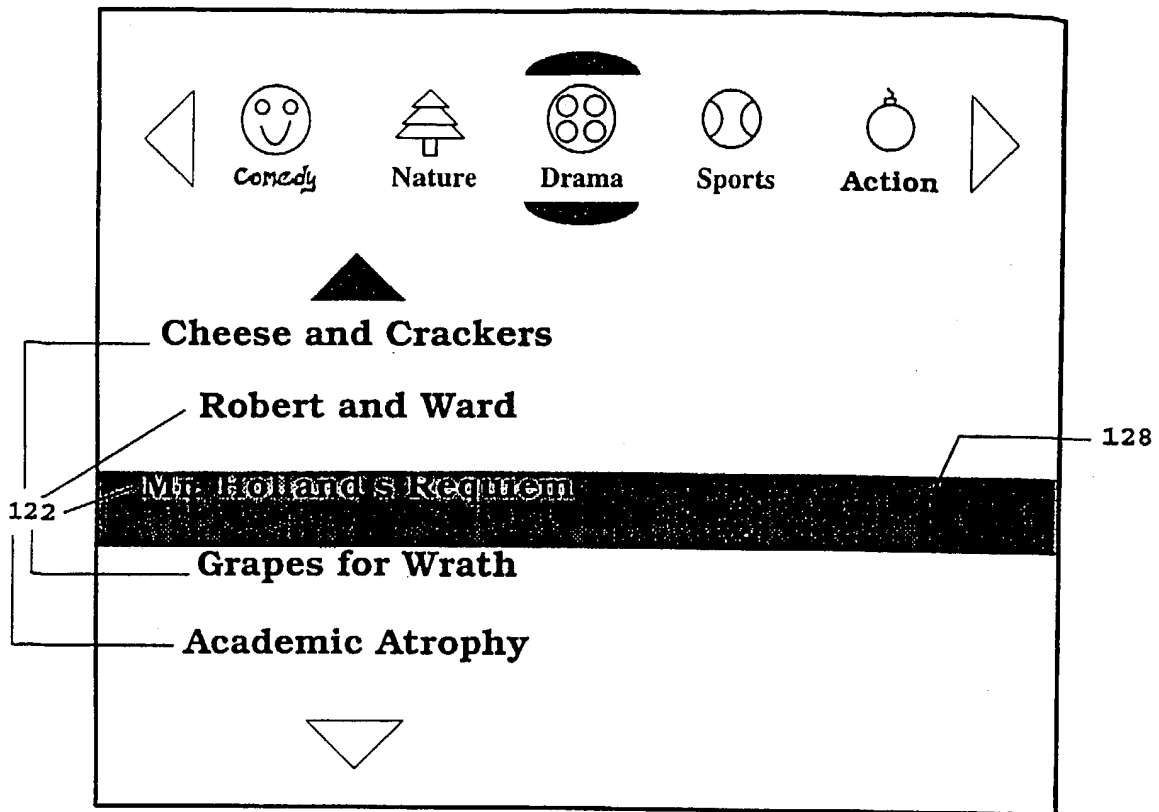 Comedy Nature Drama Sports Action
Cheese and Crackers
Robert and Ward
128
Mr. Holland's Requiem
122
Grapes for Wrath
Academic Atrophy